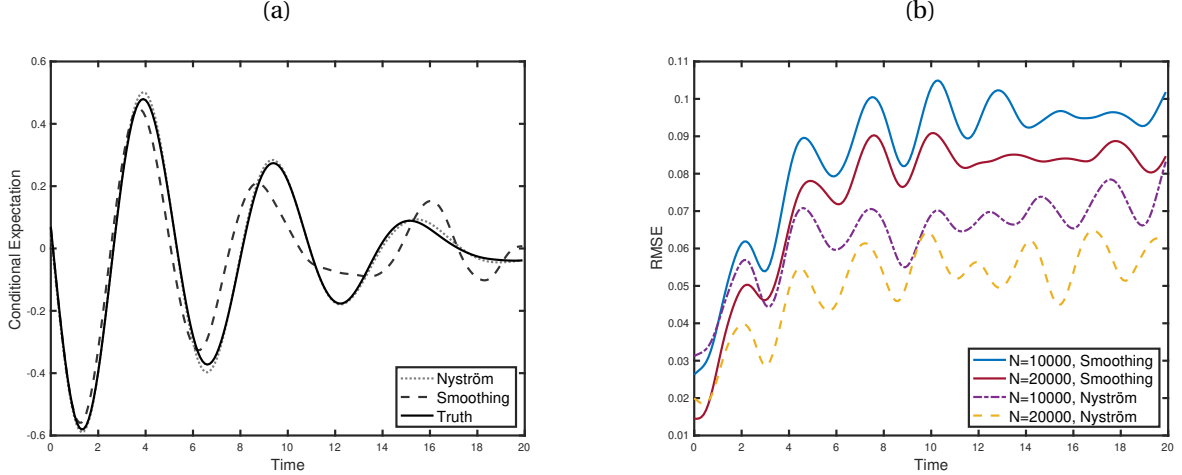 (a)
0.6
0.4
0.2
0
-0.2
-0.4
-0.6
Conditional Expectation
0 2 4 6 8 10 12 14 16 18 20
Time
Nyström
Smoothing
Truth
(b)
0.11
0.1
0.09
0.08
0.07
0.06
0.05
0.04
0.03
0.02
0.01
RMSE
0 2 4 6 8 10 12 14 16 18 20
Time
N=10000, Smoothing
N=20000, Smoothing
N=10000, Nyström
N=20000, Nyström